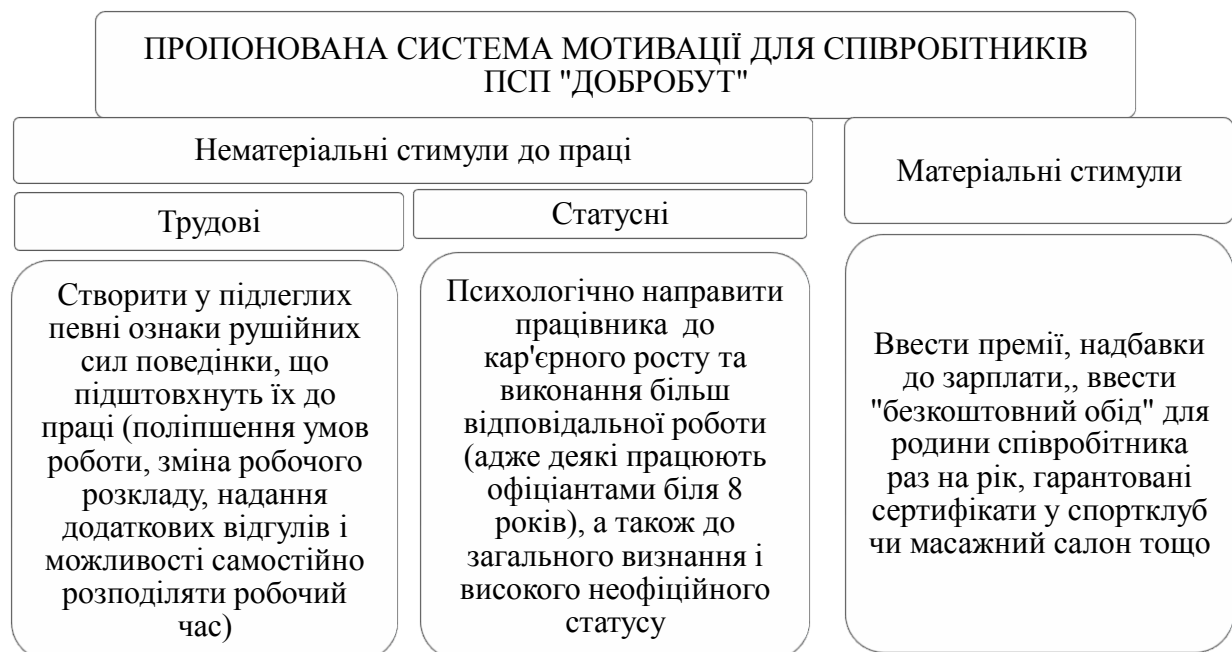 ПРОПОНОВАНА СИСТЕМА МОТИВАЦІЇ ДЛЯ СПІВРОБІТНИКІВ
ПСП "ДОБРОБУТ"
Нематеріальні стимули до праці
Трудові
Створити у підлеглих
певні ознаки рушійних
сил поведінки, що
підштовхнуть їх до
праці (поліпшення умов
роботи, зміна робочого
розкладу, надання
додаткових відгулів і
можливості самостійно
розподіляти робочий
час)
Статусні
Психологічно направити
працівника до
кар'єрного росту та
виконання більш
відповідальної роботи
(адже деякі працюють
офіціантами біля 8
років), а також до
загального визнання і
високого неофіційного
статусу
Матеріальні стимули
Ввести премії, надбавки
до зарплати,, ввести
"безкоштовний обід" для
родини співробітника
раз на рік, гарантовані
сертифікати у спортклуб
чи масажний салон тощо